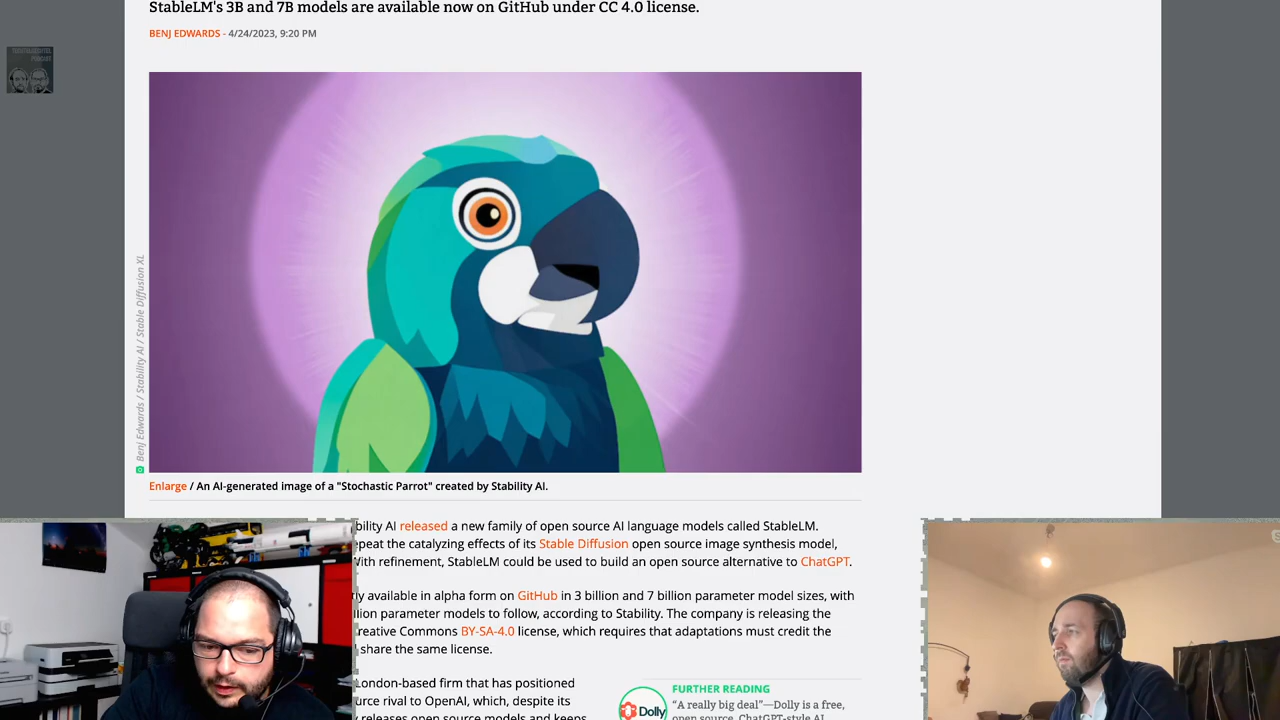 StableLM's 3B and 7B models are available now on GitHub under CC 4.0 license.
BENJ EDWARDS - 4/24/2023, 9:20 PM
Benj Edwards / Stability AI / Stable Diffusion XL
Enlarge / An AI-generated image of a "Stochastic Parrot" created by Stability AI.
bility AI released a new family of open source AI language models called StableLM.
epeat the catalyzing effects of its Stable Diffusion open source image synthesis model,
With refinement, StableLM could be used to build an open source alternative to ChatGPT.
ly available in alpha form on GitHub in 3 billion and 7 billion parameter model sizes, with
lion parameter models to follow, according to Stability. The company is releasing the
reative Commons BY-SA-4.0 license, which requires that adaptations must credit the
share the same license.
London-based firm that has positioned
urce rival to OpenAI, which, despite its
releases open source models and keeps
FURTHER READING
Dolly
"A really big deal"—Dolly is a free,
open source, ChatGPT-style AI